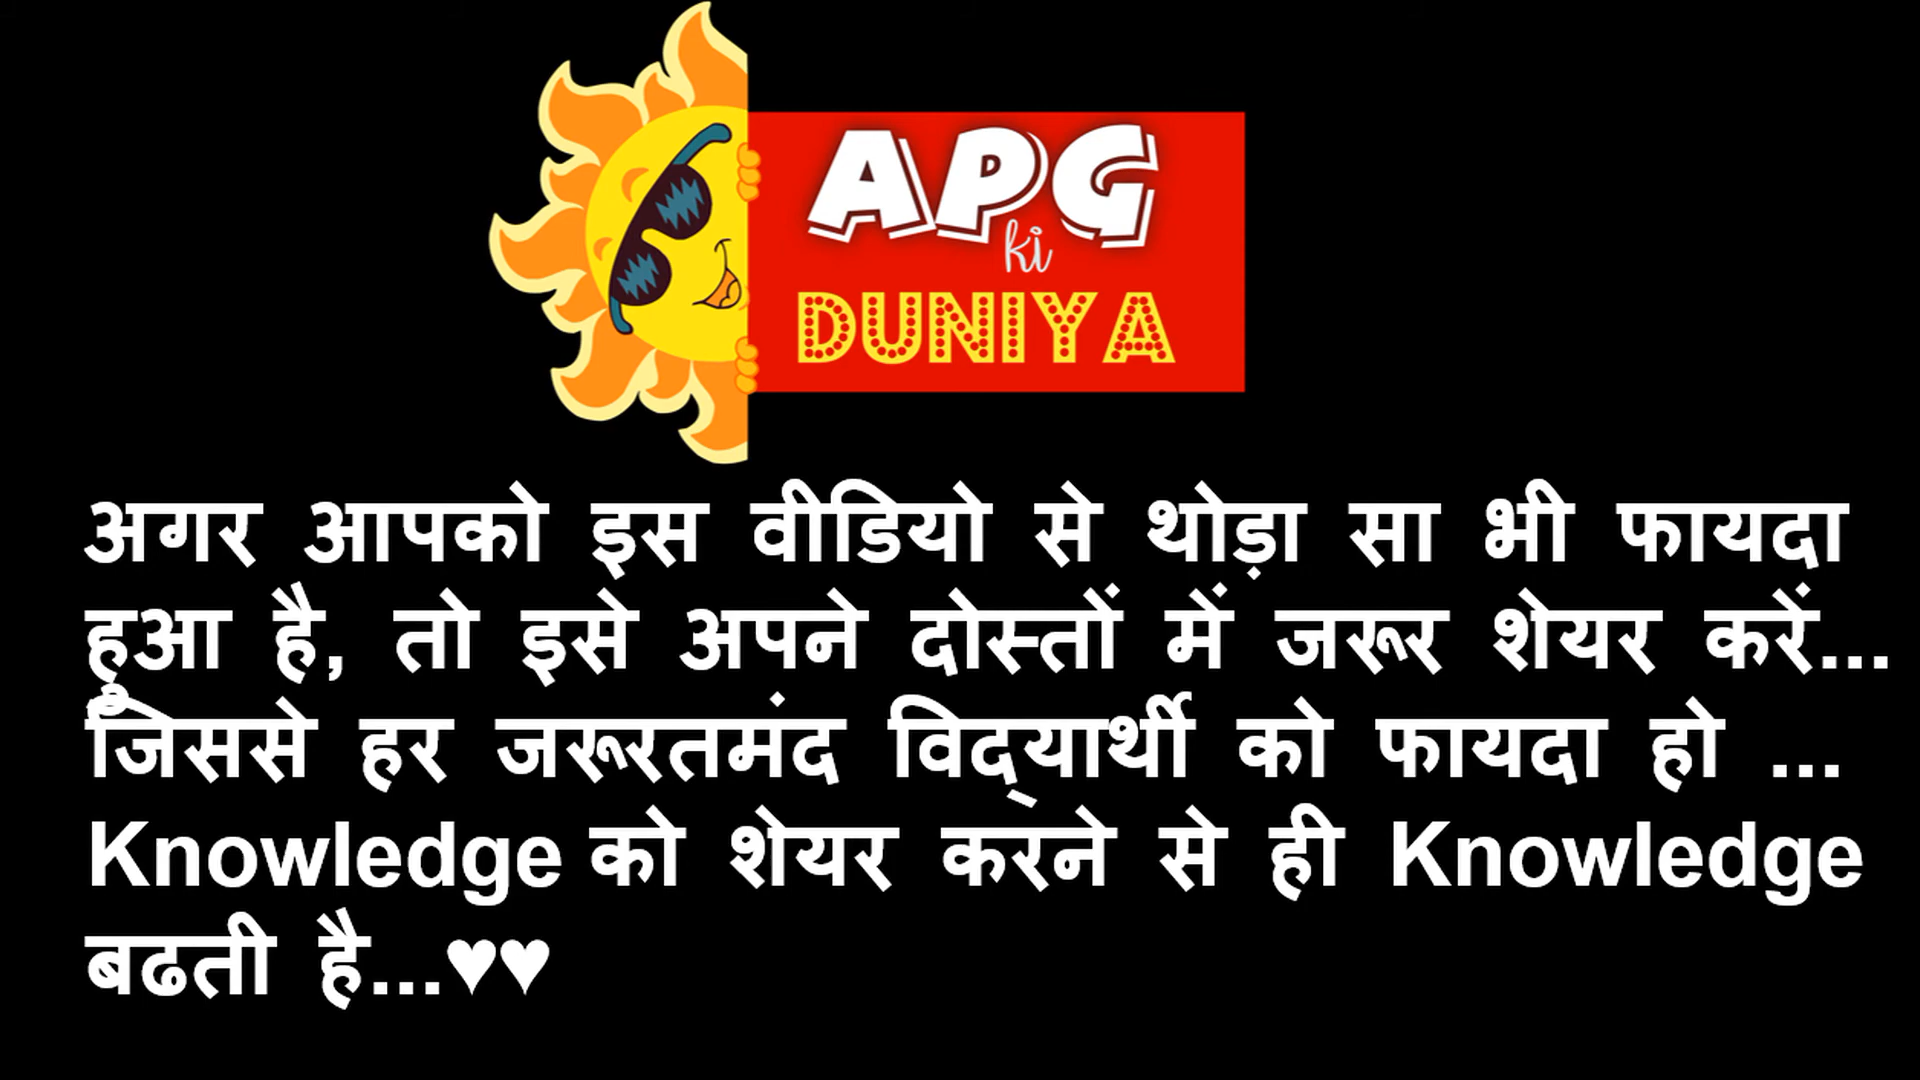 APG
ki
DUNIYA
अगर आपको इस वीडियो से थोड़ा सा भी फायदा
हुआ है, तो इसे अपने दोस्तों में जरूर शेयर करें...
जिससे हर जरूरतमंद विद्‌यार्थी को फायदा हो ...
Knowledge को शेयर करने से ही Knowledge
बढती है...♥♥